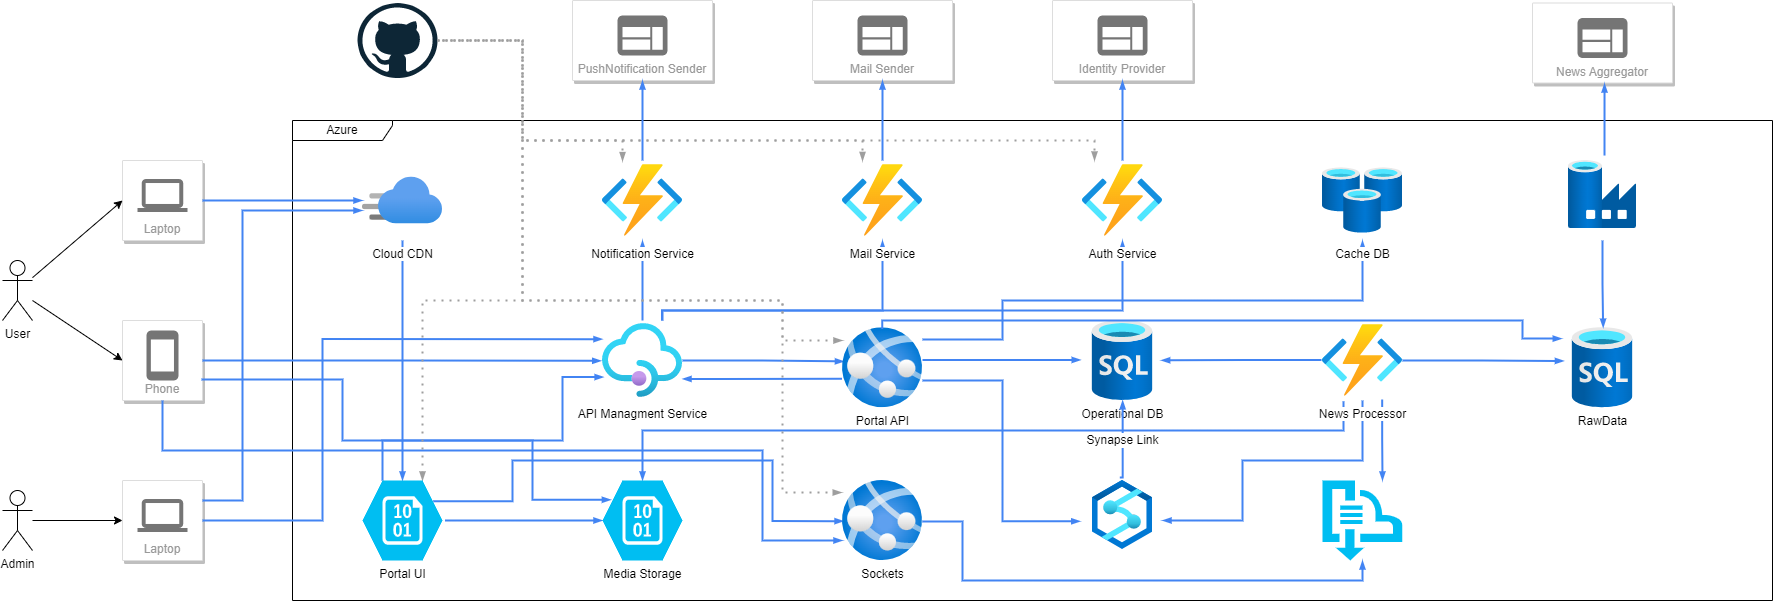 PushNotification Sender
Mail Sender
Identity Provider
News Aggregator
Azure
Laptop
Cloud CDN
Notification Service
Mail Service
Auth Service
Cache DB
User
Phone
SQL
SQL
API Managment Service
Portal API
Operational DB
News Processor
RawData
Synapse Link
10
01
10
01
Laptop
Admin
Portal UI
Media Storage
Sockets